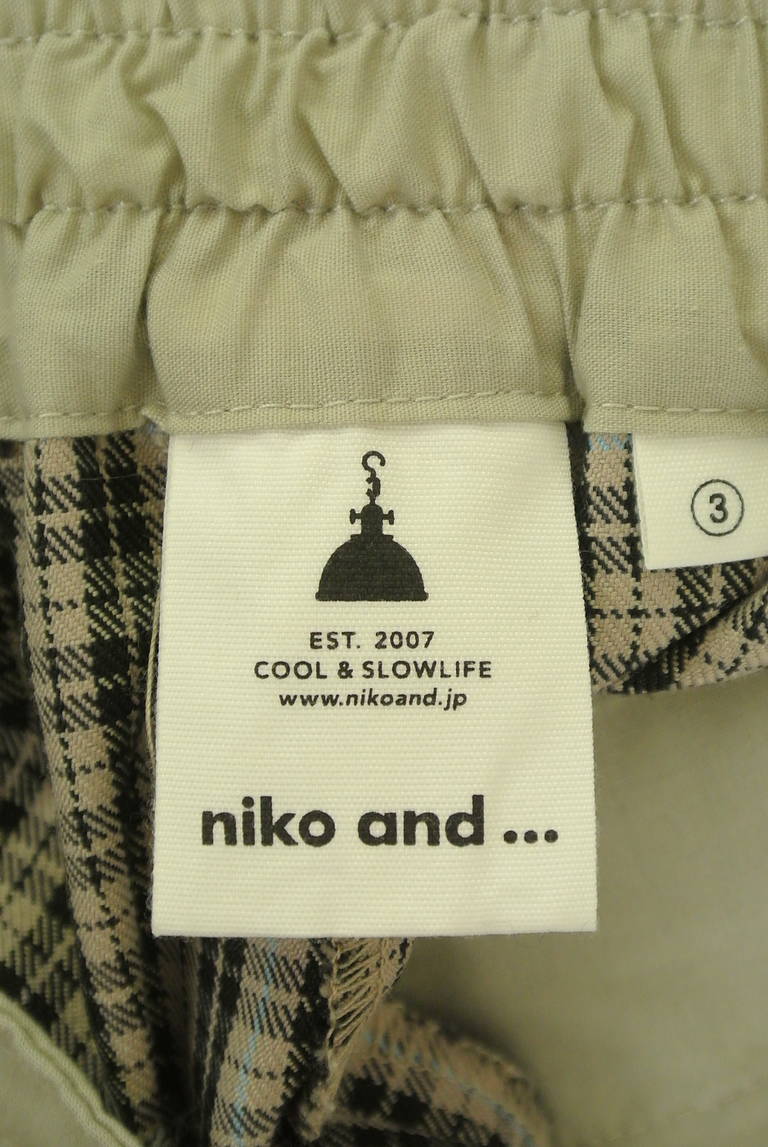 ③
EST. 2007
COOL & SLOWLIFE
www.nikoand.jp
niko and ...